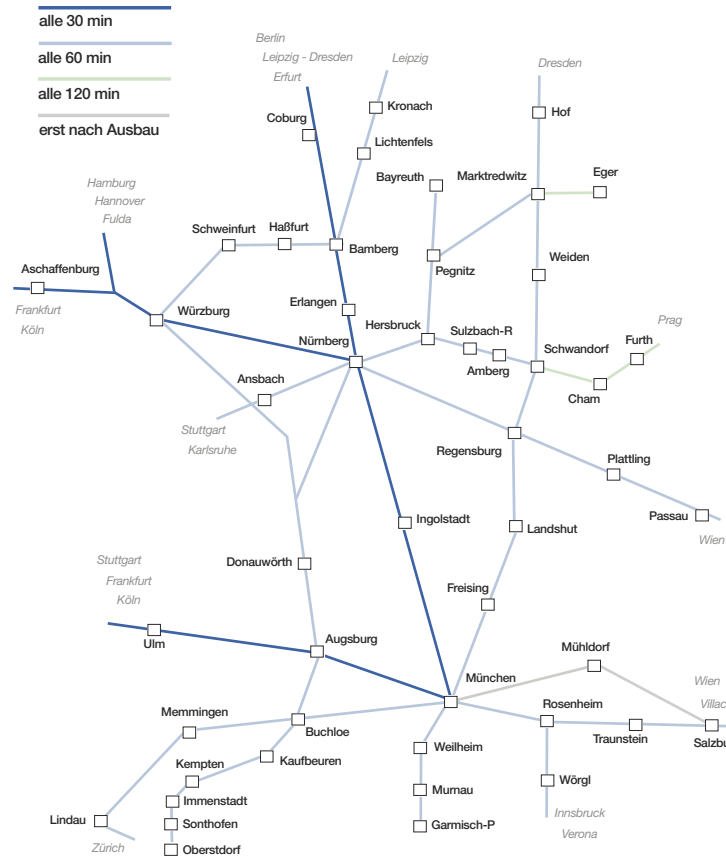 alle 30 min
alle 60 min
alle 120 min
erst nach Ausbau
Berlin
Leipzig - Dresden
Erfurt
Leipzig
Dresden
Coburg
Kronach
Hof
Lichtenfels
Bayreuth
Marktredwitz
Eger
Hamburg
Hannover
Fulda
Schweinfurt
Haßfurt
Bamberg
Pegnitz
Weiden
Aschaffenburg
Frankfurt
Köln
Würzburg
Erlangen
Nürnberg
Hersbruck
Sulzbach-R
Amberg
Schwandorf
Furth
Prag
Cham
Ansbach
Stuttgart
Karlsruhe
Regensburg
Plattling
Passau
Wien
Ingolstadt
Landshut
Donauwörth
Stuttgart
Frankfurt
Köln
Freising
Ulm
Augsburg
München
Mühldorf
Wien
Villac
Memmingen
Buchloe
Rosenheim
Traunstein
Salzbu
Kempten
Kaufbeuren
Weilheim
Wörgl
Immenstadt
Murnau
Lindau
Sonthofen
Garmisch-P
Innsbruck
Verona
Zürich
Oberstdorf